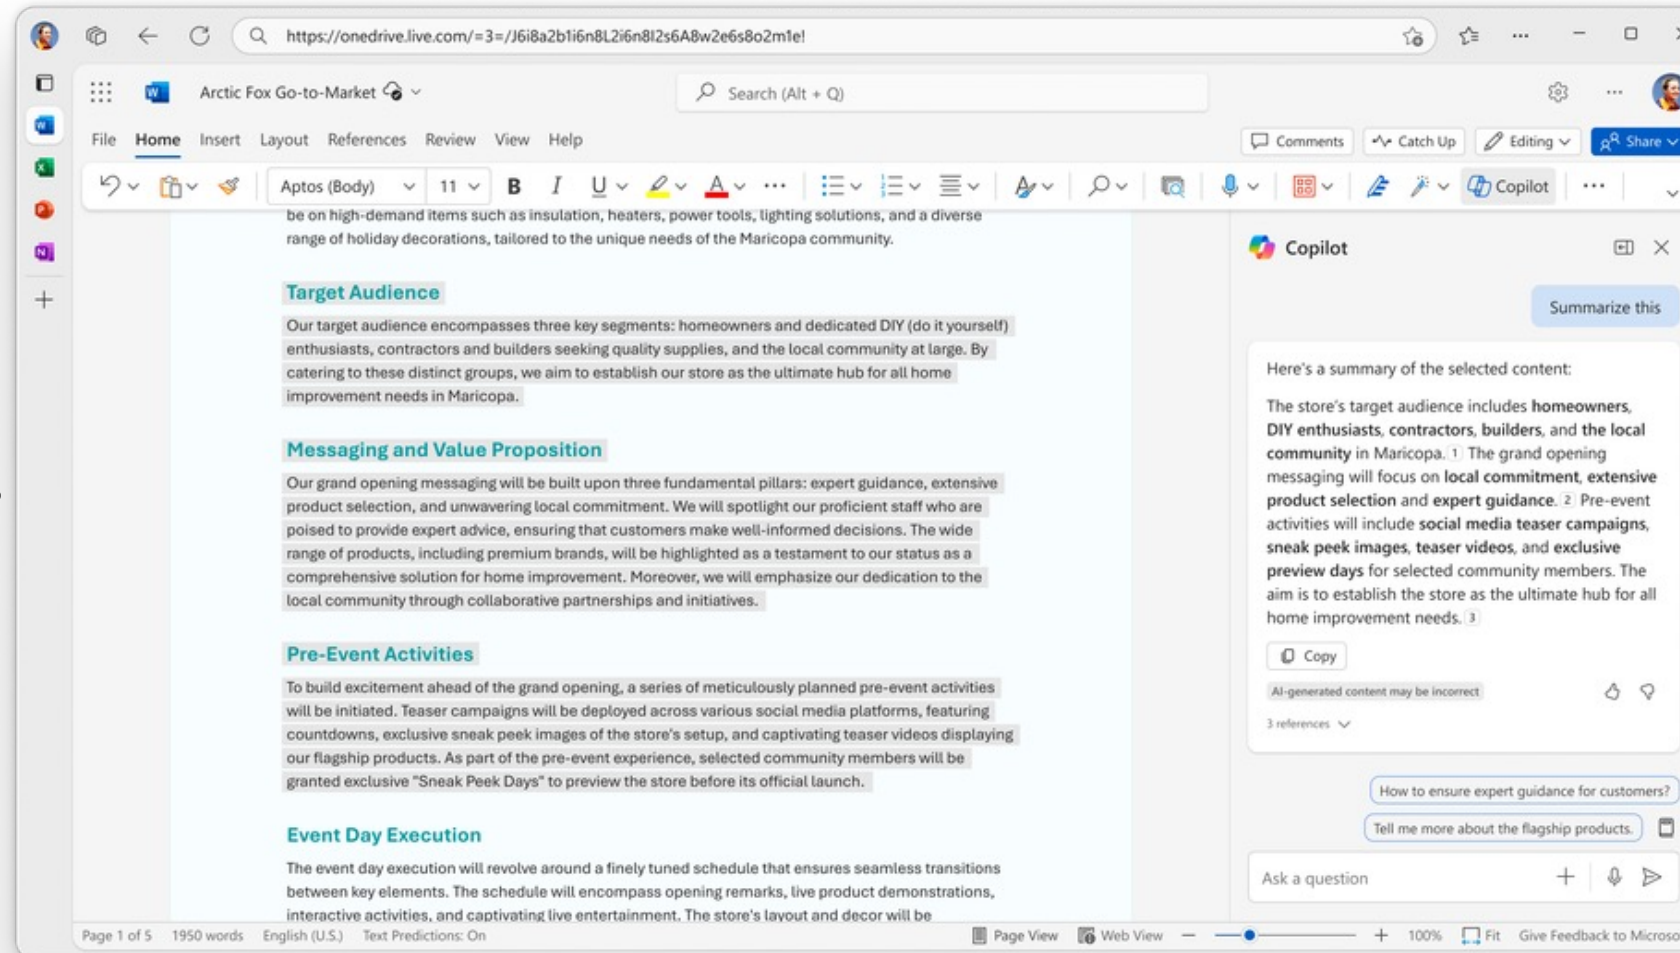 https://onedrive.live.com/=3=/J6i8a2b1i6n8L2i6n8I2s6A8w2e6s8o2m1e!
Arctic Fox Go-to-Market
Search (Alt + Q)
File Home Insert Layout References Review View Help
Comments Catch Up Editing Share
Aptos (Body) 11 B I U A Copilot
be on high-demand items such as insulation, heaters, power tools, lighting solutions, and a diverse
range of holiday decorations, tailored to the unique needs of the Maricopa community.
Target Audience
Our target audience encompasses three key segments: homeowners and dedicated DIY (do it yourself)
enthusiasts, contractors and builders seeking quality supplies, and the local community at large. By
catering to these distinct groups, we aim to establish our store as the ultimate hub for all home
improvement needs in Maricopa.
Messaging and Value Proposition
Our grand opening messaging will be built upon three fundamental pillars: expert guidance, extensive
product selection, and unwavering local commitment. We will spotlight our proficient staff who are
poised to provide expert advice, ensuring that customers make well-informed decisions. The wide
range of products, including premium brands, will be highlighted as a testament to our status as a
comprehensive solution for home improvement. Moreover, we will emphasize our dedication to the
local community through collaborative partnerships and initiatives.
Pre-Event Activities
To build excitement ahead of the grand opening, a series of meticulously planned pre-event activities
will be initiated. Teaser campaigns will be deployed across various social media platforms, featuring
countdowns, exclusive sneak peek images of the store's setup, and captivating teaser videos displaying
our flagship products. As part of the pre-event experience, selected community members will be
granted exclusive "Sneak Peek Days" to preview the store before its official launch.
Event Day Execution
The event day execution will revolve around a finely tuned schedule that ensures seamless transitions
between key elements. The schedule will encompass opening remarks, live product demonstrations,
interactive activities, and captivating live entertainment. The store's layout and decor will be
Copilot
Summarize this
Here's a summary of the selected content:
The store's target audience includes homeowners,
DIY enthusiasts, contractors, builders, and the local
community in Maricopa. 1 The grand opening
messaging will focus on local commitment, extensive
product selection and expert guidance. 2 Pre-event
activities will include social media teaser campaigns,
sneak peek images, teaser videos, and exclusive
preview days for selected community members. The
aim is to establish the store as the ultimate hub for all
home improvement needs. 3
Copy
AI-generated content may be incorrect
3 references
How to ensure expert guidance for customers?
Tell me more about the flagship products.
Ask a question
Page 1 of 5 1950 words English (U.S.) Text Predictions: On Page View Web View 100% Fit Give Feedback to Microso